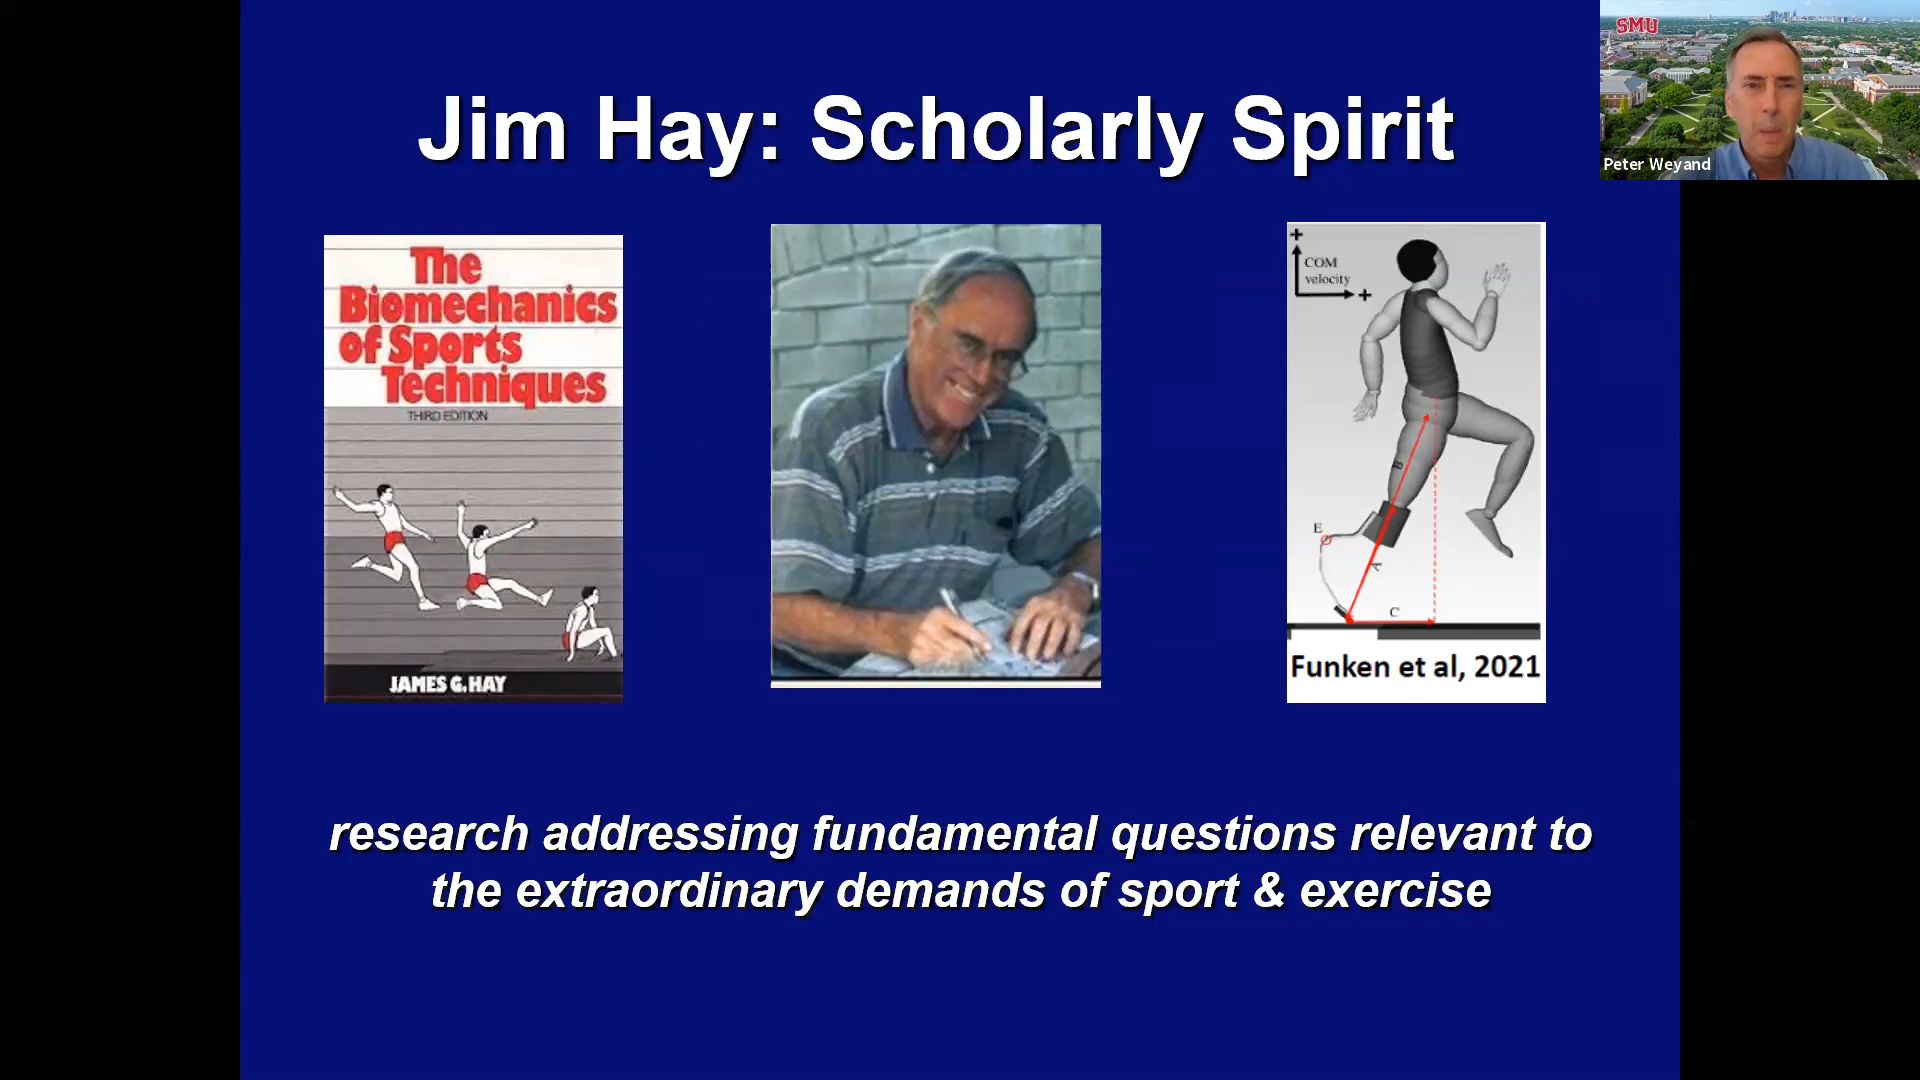 SMU
Peter Weyand
Jim Hay: Scholarly Spirit
The
Biomechanics
of Sports
Techniques
THIRD EDITION
JAMES G. HAY
+
COM
velocity
+
B
E
A
C
Funken et al, 2021
research addressing fundamental questions relevant to
the extraordinary demands of sport & exercise